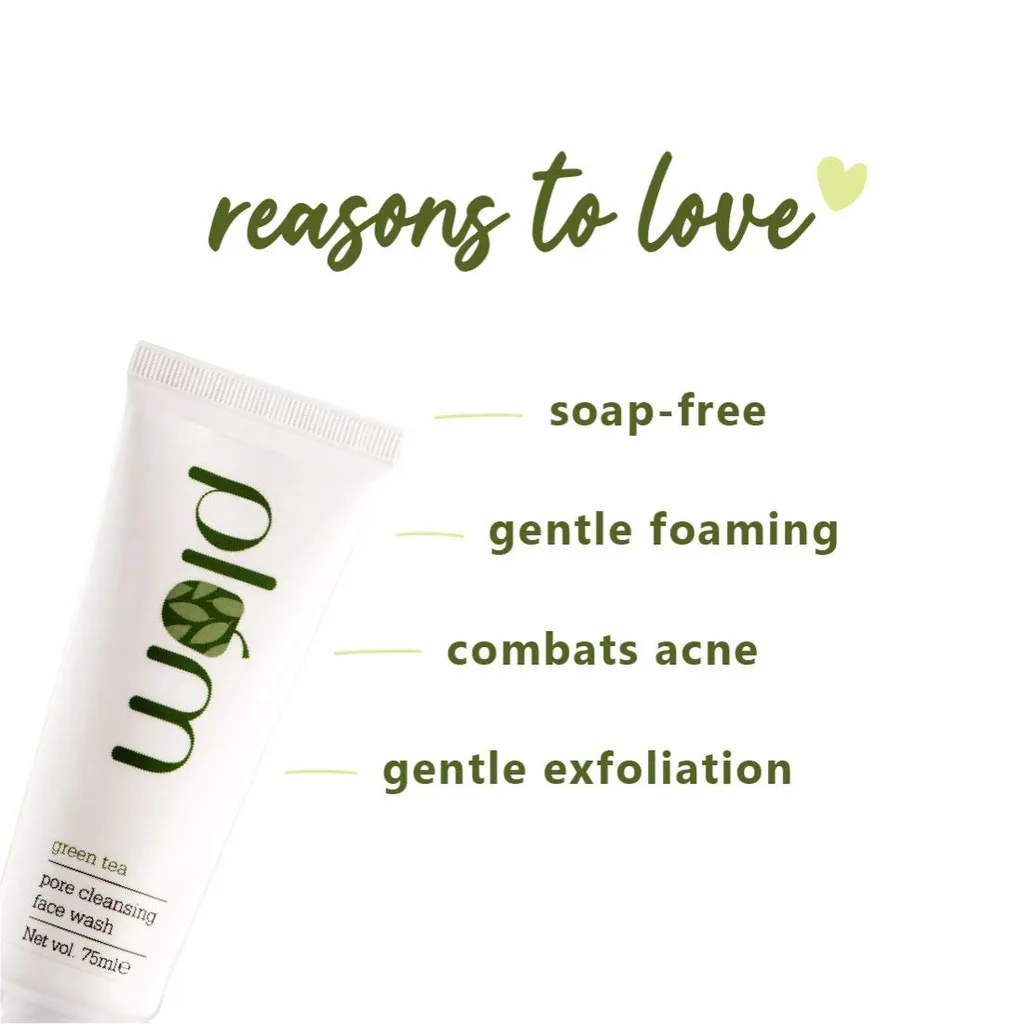 reasons to love
soap-free
gentle foaming
combats acne
gentle exfoliation
plum
green tea
pore cleansing
face wash
Net vol. 75ml℮